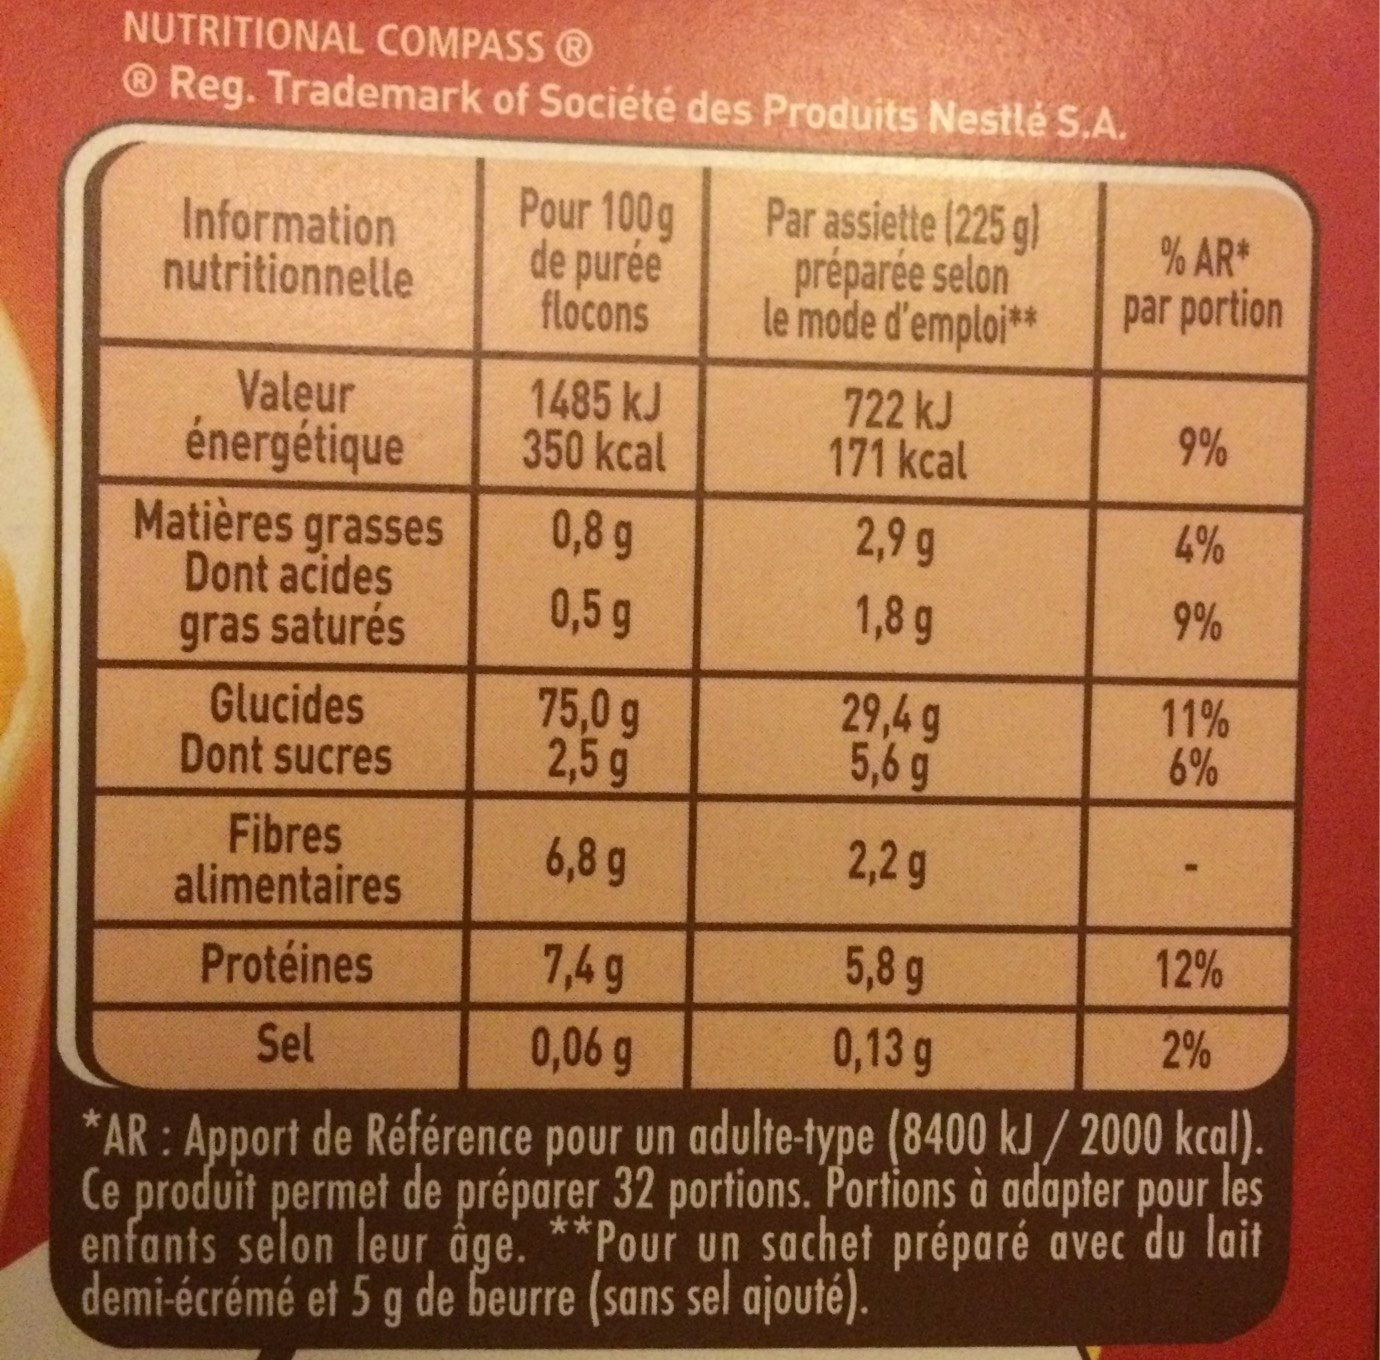 NUTRITIONAL COMPASS ®
® Reg. Trademark of Société des Produits Nestlé S.A.
Information nutritionnelle | Pour 100g de purée flocons | Par assiette (225 g) préparée selon le mode d'emploi** | % AR* par portion
Valeur énergétique | 1485 kJ 350 kcal | 722 kJ 171 kcal | 9%
Matières grasses | 0,8 g | 2,9 g | 4%
Dont acides gras saturés | 0,5 g | 1,8 g | 9%
Glucides | 75,0 g | 29,4 g | 11%
Dont sucres | 2,5 g | 5,6 g | 6%
Fibres alimentaires | 6,8 g | 2,2 g | -
Protéines | 7,4 g | 5,8 g | 12%
Sel | 0,06 g | 0,13 g | 2%
*AR : Apport de Référence pour un adulte-type (8400 kJ / 2000 kcal).
Ce produit permet de préparer 32 portions. Portions à adapter pour les
enfants selon leur âge. **Pour un sachet préparé avec du lait
demi-écrémé et 5 g de beurre (sans sel ajouté).